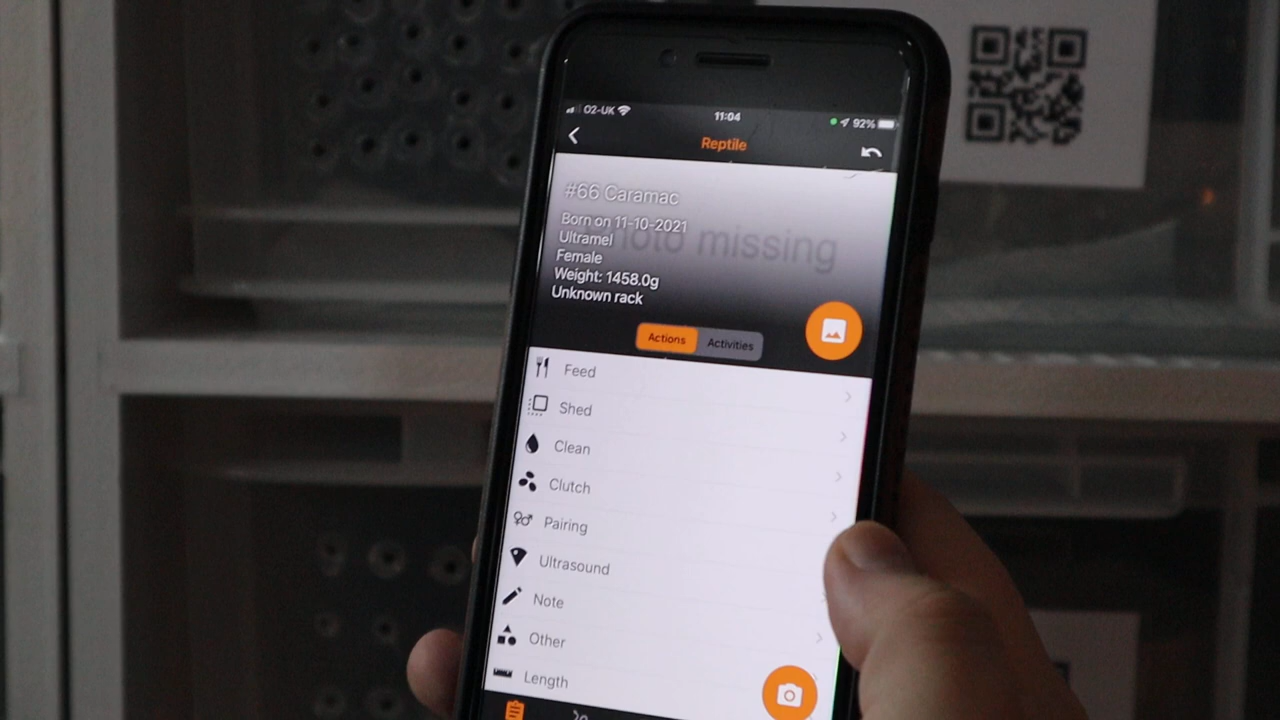 O2-UK 11:04 92%
Reptile
#66 Caramac
Born on 11-10-2021
photo missing
Ultramel
Female
Weight: 1458.0g
Unknown rack
Actions Activities
Feed
Shed
Clean
Clutch
Pairing
Ultrasound
Note
Other
Length